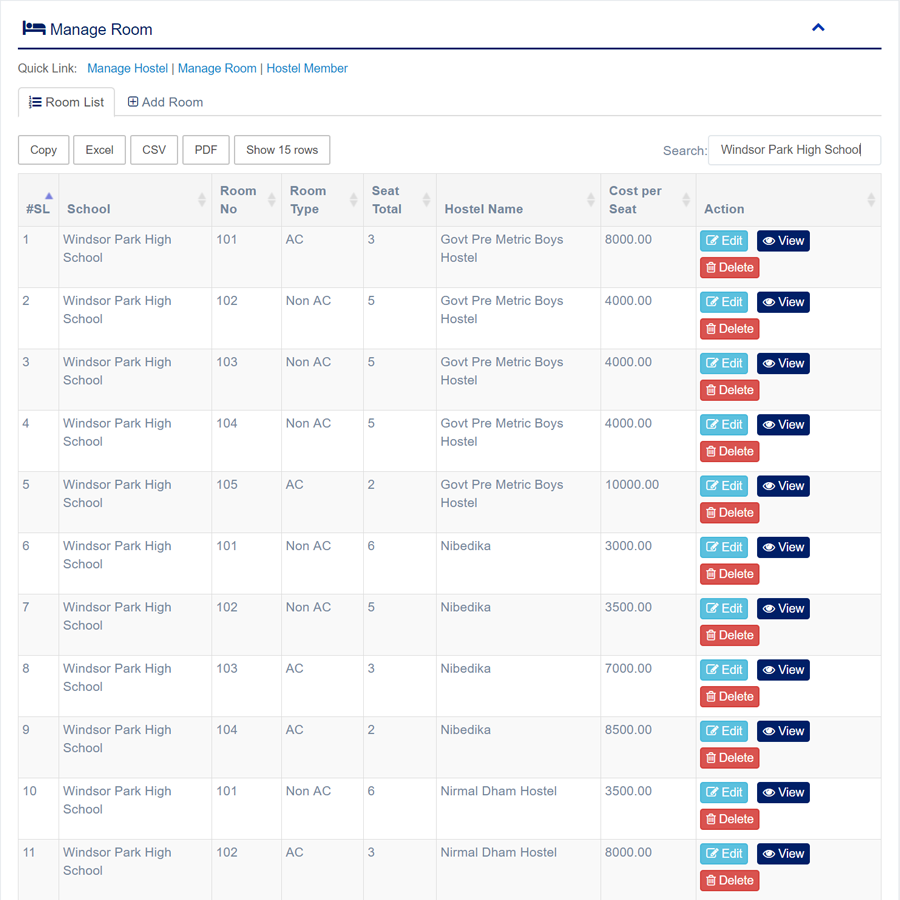 Manage Room
Quick Link: Manage Hostel | Manage Room | Hostel Member
Room List Add Room
Copy Excel CSV PDF Show 15 rows Search: Windsor Park High School
#SL School Room No Room Type Seat Total Hostel Name Cost per Seat Action
1 Windsor Park High School 101 AC 3 Govt Pre Metric Boys Hostel 8000.00 Edit View Delete
2 Windsor Park High School 102 Non AC 5 Govt Pre Metric Boys Hostel 4000.00 Edit View Delete
3 Windsor Park High School 103 Non AC 5 Govt Pre Metric Boys Hostel 4000.00 Edit View Delete
4 Windsor Park High School 104 Non AC 5 Govt Pre Metric Boys Hostel 4000.00 Edit View Delete
5 Windsor Park High School 105 AC 2 Govt Pre Metric Boys Hostel 10000.00 Edit View Delete
6 Windsor Park High School 101 Non AC 6 Nibedika 3000.00 Edit View Delete
7 Windsor Park High School 102 Non AC 5 Nibedika 3500.00 Edit View Delete
8 Windsor Park High School 103 AC 3 Nibedika 7000.00 Edit View Delete
9 Windsor Park High School 104 AC 2 Nibedika 8500.00 Edit View Delete
10 Windsor Park High School 101 Non AC 6 Nirmal Dham Hostel 3500.00 Edit View Delete
11 Windsor Park High School 102 AC 3 Nirmal Dham Hostel 8000.00 Edit View Delete